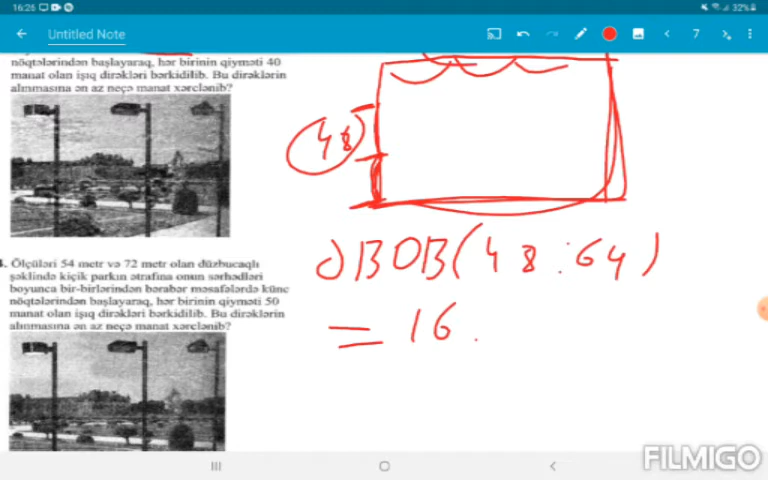 16:26
32%
Untitled Note
7
nöqtələrindən başlayaraq, hər birinin qiyməti 40
manat olan işıq dirəkləri bərkidilib. Bu dirəklərin
alınmasına ən az neçə manat xərclənib?
48
ƏBOB(48:64)
= 16.
4. Ölçüləri 54 metr və 72 metr olan düzbucaqlı
şəklində kiçik parkın ətrafına onun sərhədləri
boyunca bir-birlərindən bərabər məsafələrdə künc
nöqtələrindən başlayaraq, hər birinin qiyməti 50
manat olan işıq dirəkləri bərkidilib. Bu dirəklərin
alınmasına ən az neçə manat xərclənib?
FILMIGO